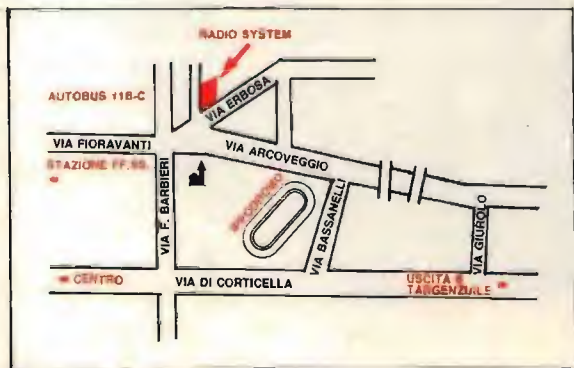 RADIO SYSTEM
AUTOBUS 11B-C
VIA ERBOSA
VIA FIORAVANTI
VIA ARCOVEGGIO
STAZIONE FF.SS.
VIA F. BARBIERI
IPPODROMO
VIA BASSANELLI
VIA GIUROLO
CENTRO
VIA DI CORTICELLA
USCITA 6
TANGENZIALE